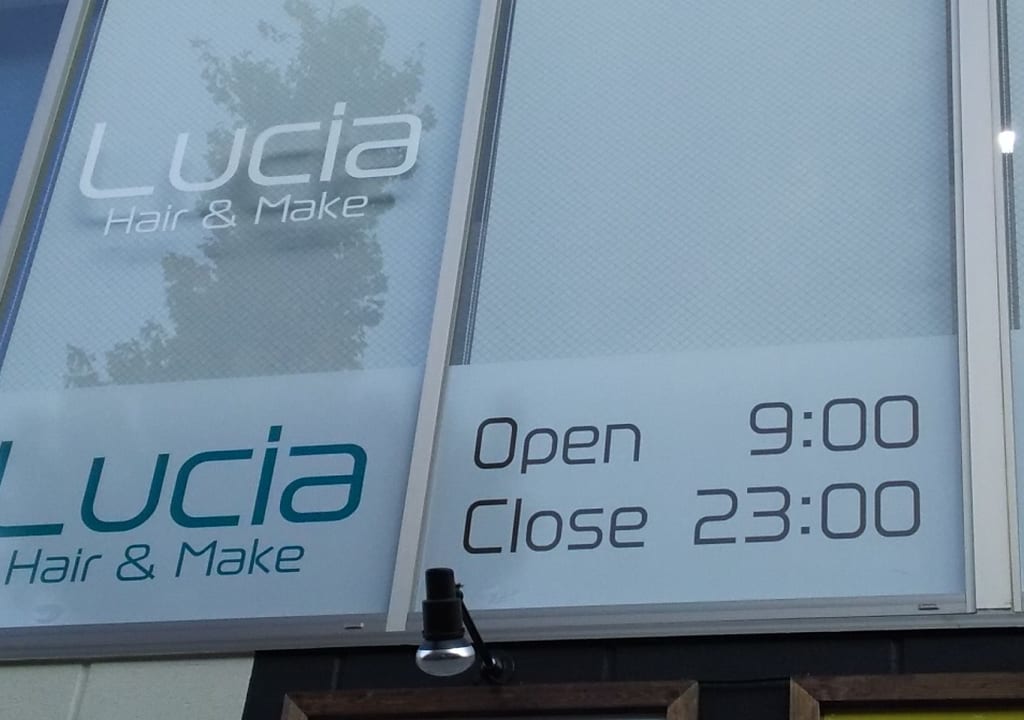 Lucia
Hair & Make
Lucia
Hair & Make
Open 9:00
Close 23:00